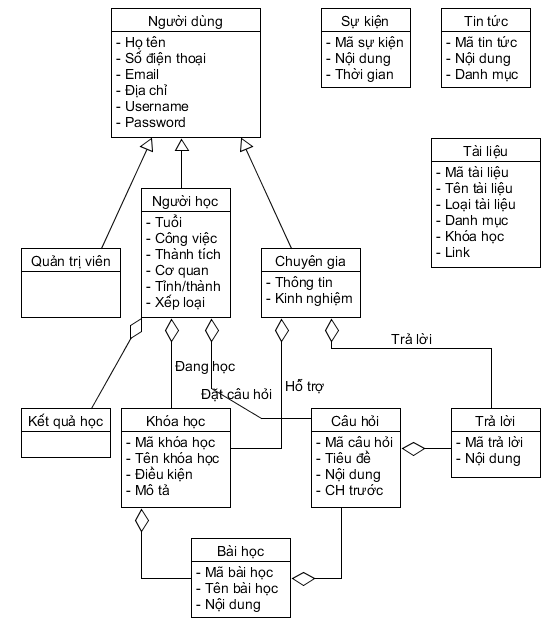 Người dùng
- Họ tên
- Số điện thoại
- Email
- Địa chỉ
- Username
- Password
Sự kiện
- Mã sự kiện
- Nội dung
- Thời gian
Tin tức
- Mã tin tức
- Nội dung
- Danh mục
Tài liệu
- Mã tài liệu
- Tên tài liệu
- Loại tài liệu
- Danh mục
- Khóa học
- Link
Quản trị viên
Người học
- Tuổi
- Công việc
- Thành tích
- Cơ quan
- Tỉnh/thành
- Xếp loại
Chuyên gia
- Thông tin
- Kinh nghiệm
Trả lời
Đang học
Đặt câu hỏi
Hỗ trợ
Kết quả học
Khóa học
- Mã khóa học
- Tên khóa học
- Điều kiện
- Mô tả
Câu hỏi
- Mã câu hỏi
- Tiêu đề
- Nội dung
- CH trước
Trả lời
- Mã trả lời
- Nội dung
Bài học
- Mã bài học
- Tên bài học
- Nội dung